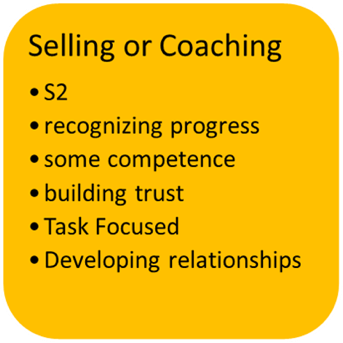 Selling or Coaching
• S2
• recognizing progress
• some competence
• building trust
• Task Focused
• Developing relationships